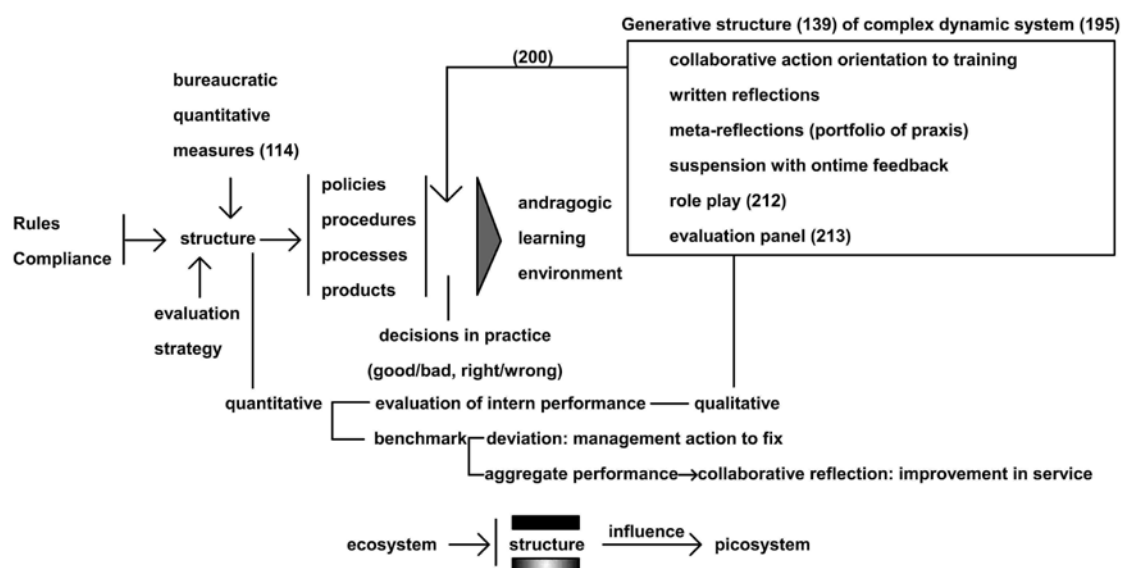 Generative structure (139) of complex dynamic system (195)
(200)
collaborative action orientation to training
written reflections
meta-reflections (portfolio of praxis)
suspension with ontime feedback
role play (212)
evaluation panel (213)
bureaucratic
quantitative
measures (114)
Rules
Compliance
structure
evaluation
strategy
policies
procedures
processes
products
andragogic
learning
environment
decisions in practice
(good/bad, right/wrong)
quantitative
evaluation of intern performance
qualitative
benchmark
deviation: management action to fix
aggregate performance
collaborative reflection: improvement in service
ecosystem
structure
influence
picosystem